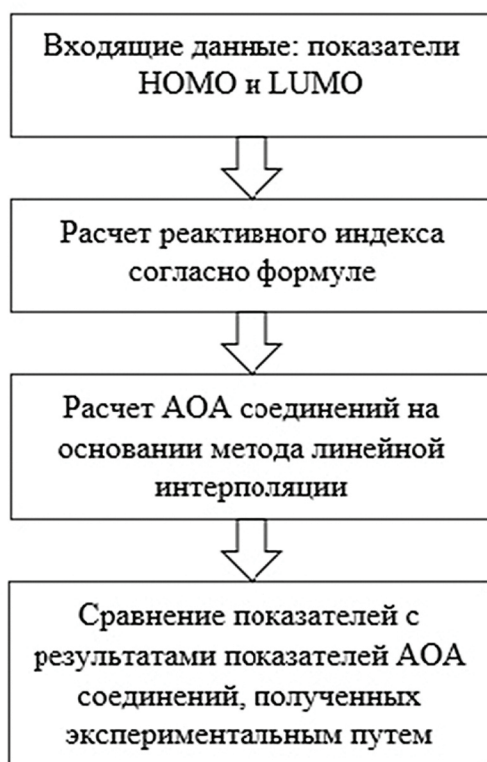 Входящие данные: показатели
HOMO и LUMO
Расчет реактивного индекса
согласно формуле
Расчет АОА соединений на
основании метода линейной
интерполяции
Сравнение показателей с
результатами показателей АОА
соединений, полученных
экспериментальным путем